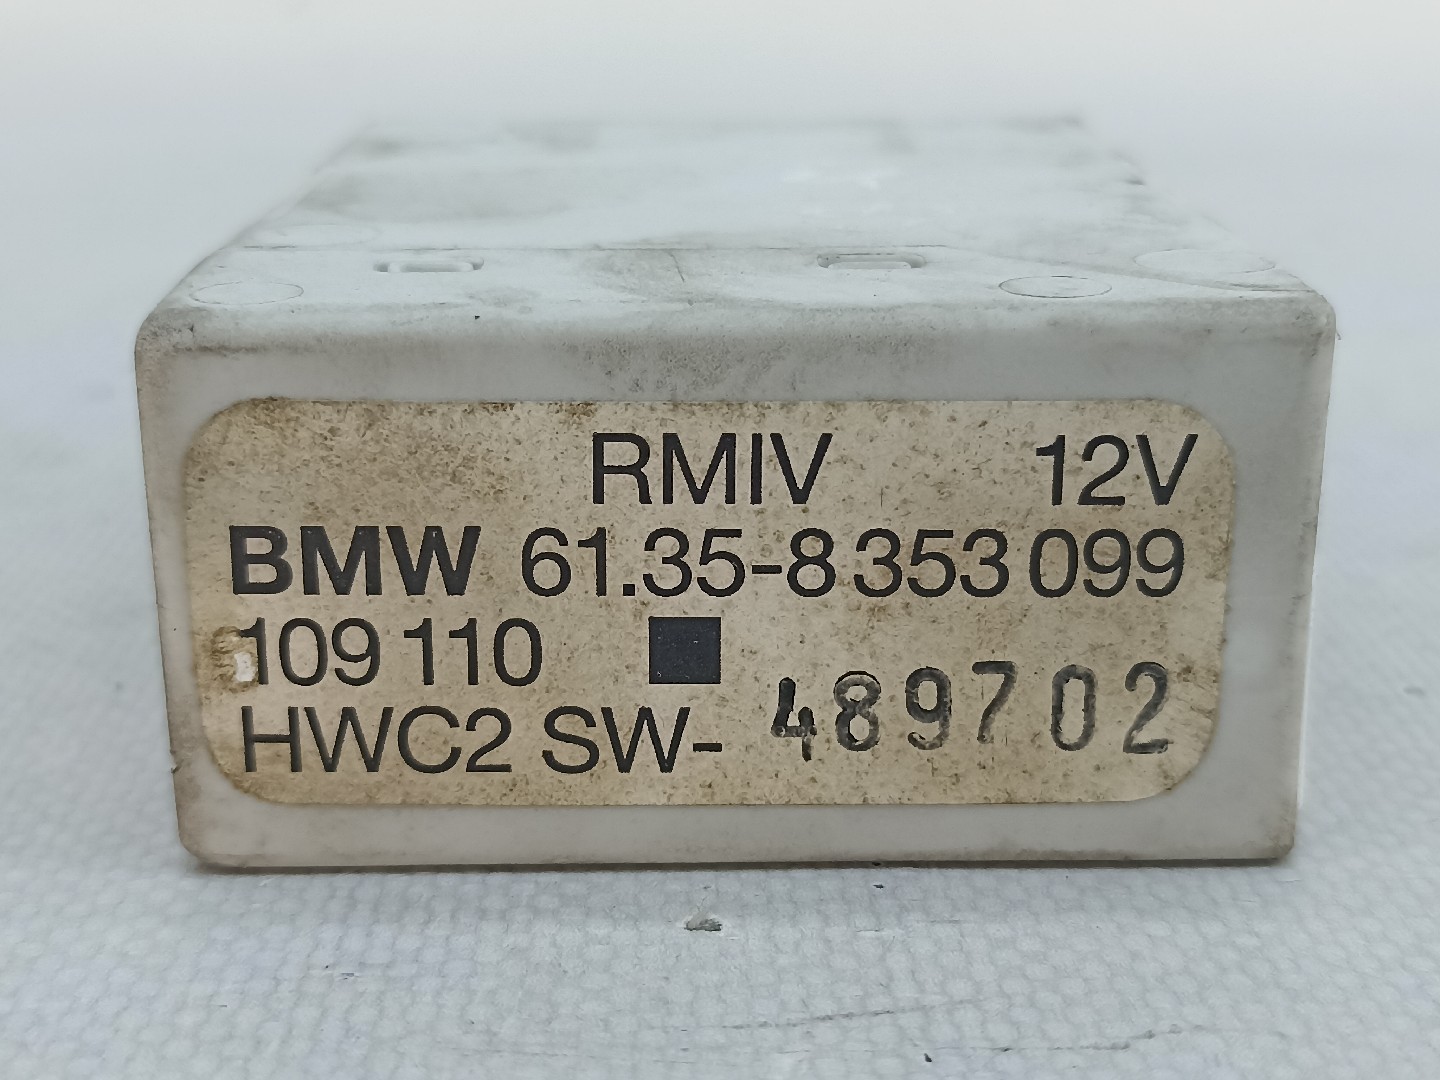 RMIV 12V
BMW 61.35-8 353 099
109 110 ■
HWC2 SW- 489702